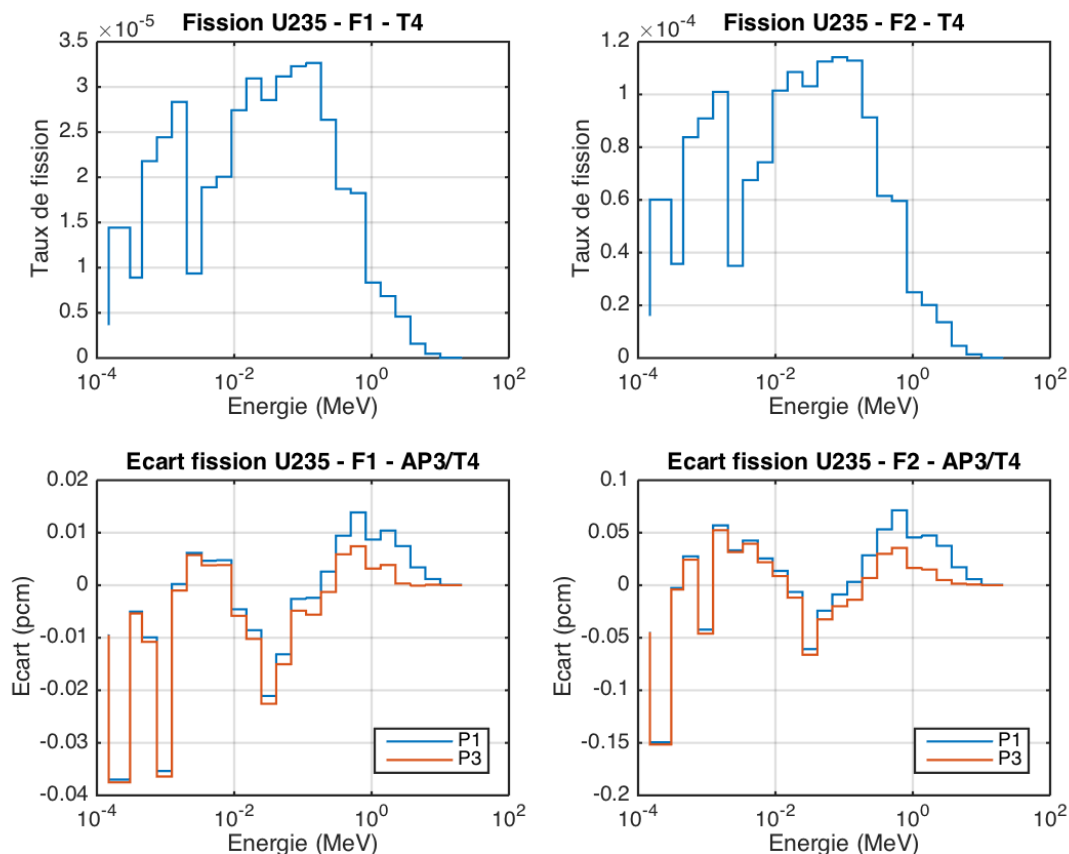 Fission U235 - F1 - T4
×10-5
Taux de fission
3.5
3
2.5
2
1.5
1
0.5
0
10-4
10-2
100
102
Energie (MeV)
Fission U235 - F2 - T4
×10-4
Taux de fission
1.2
1
0.8
0.6
0.4
0.2
0
10-4
10-2
100
102
Energie (MeV)
Ecart fission U235 - F1 - AP3/T4
Ecart (pcm)
0.02
0.01
0
-0.01
-0.02
-0.03
-0.04
10-4
10-2
100
102
Energie (MeV)
P1
P3
Ecart fission U235 - F2 - AP3/T4
Ecart (pcm)
0.1
0.05
0
-0.05
-0.1
-0.15
-0.2
10-4
10-2
100
102
Energie (MeV)
P1
P3